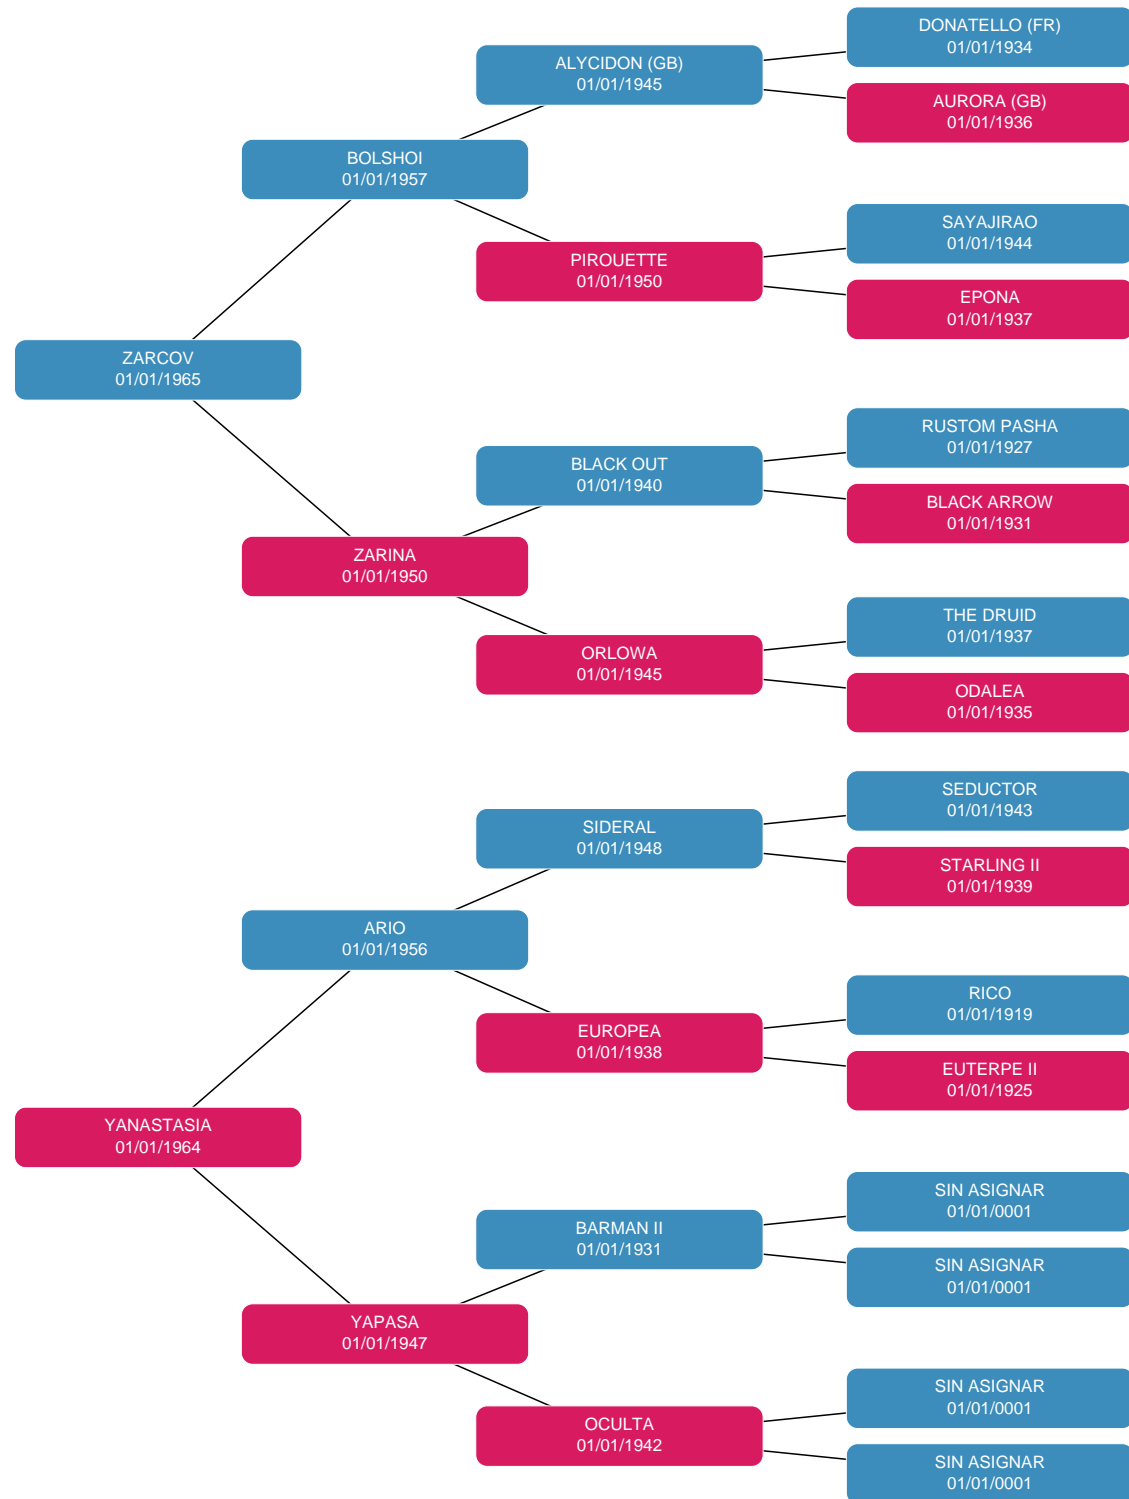 DONATELLO (FR)
01/01/1934
ALYCIDON (GB)
01/01/1945
AURORA (GB)
01/01/1936
BOLSHOI
01/01/1957
SAYAJIRAO
01/01/1944
PIROUETTE
01/01/1950
EPONA
01/01/1937
ZARCOV
01/01/1965
RUSTOM PASHA
01/01/1927
BLACK OUT
01/01/1940
BLACK ARROW
01/01/1931
ZARINA
01/01/1950
THE DRUID
01/01/1937
ORLOWA
01/01/1945
ODALEA
01/01/1935
SEDUCTOR
01/01/1943
SIDERAL
01/01/1948
STARLING II
01/01/1939
ARIO
01/01/1956
RICO
01/01/1919
EUROPEA
01/01/1938
EUTERPE II
01/01/1925
YANASTASIA
01/01/1964
SIN ASIGNAR
01/01/0001
BARMAN II
01/01/1931
SIN ASIGNAR
01/01/0001
YAPASA
01/01/1947
SIN ASIGNAR
01/01/0001
OCULTA
01/01/1942
SIN ASIGNAR
01/01/0001